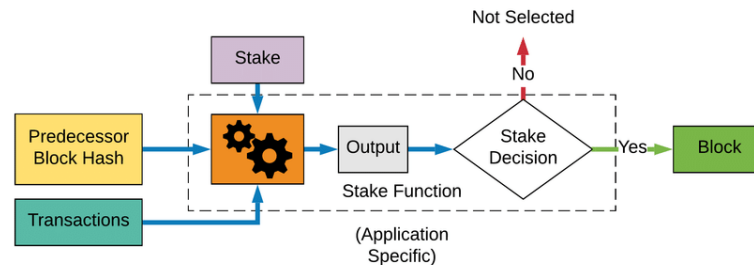 Not Selected
Stake
No
Predecessor
Block Hash
Output
Stake
Decision
Yes
Block
Stake Function
Transactions
(Application
Specific)